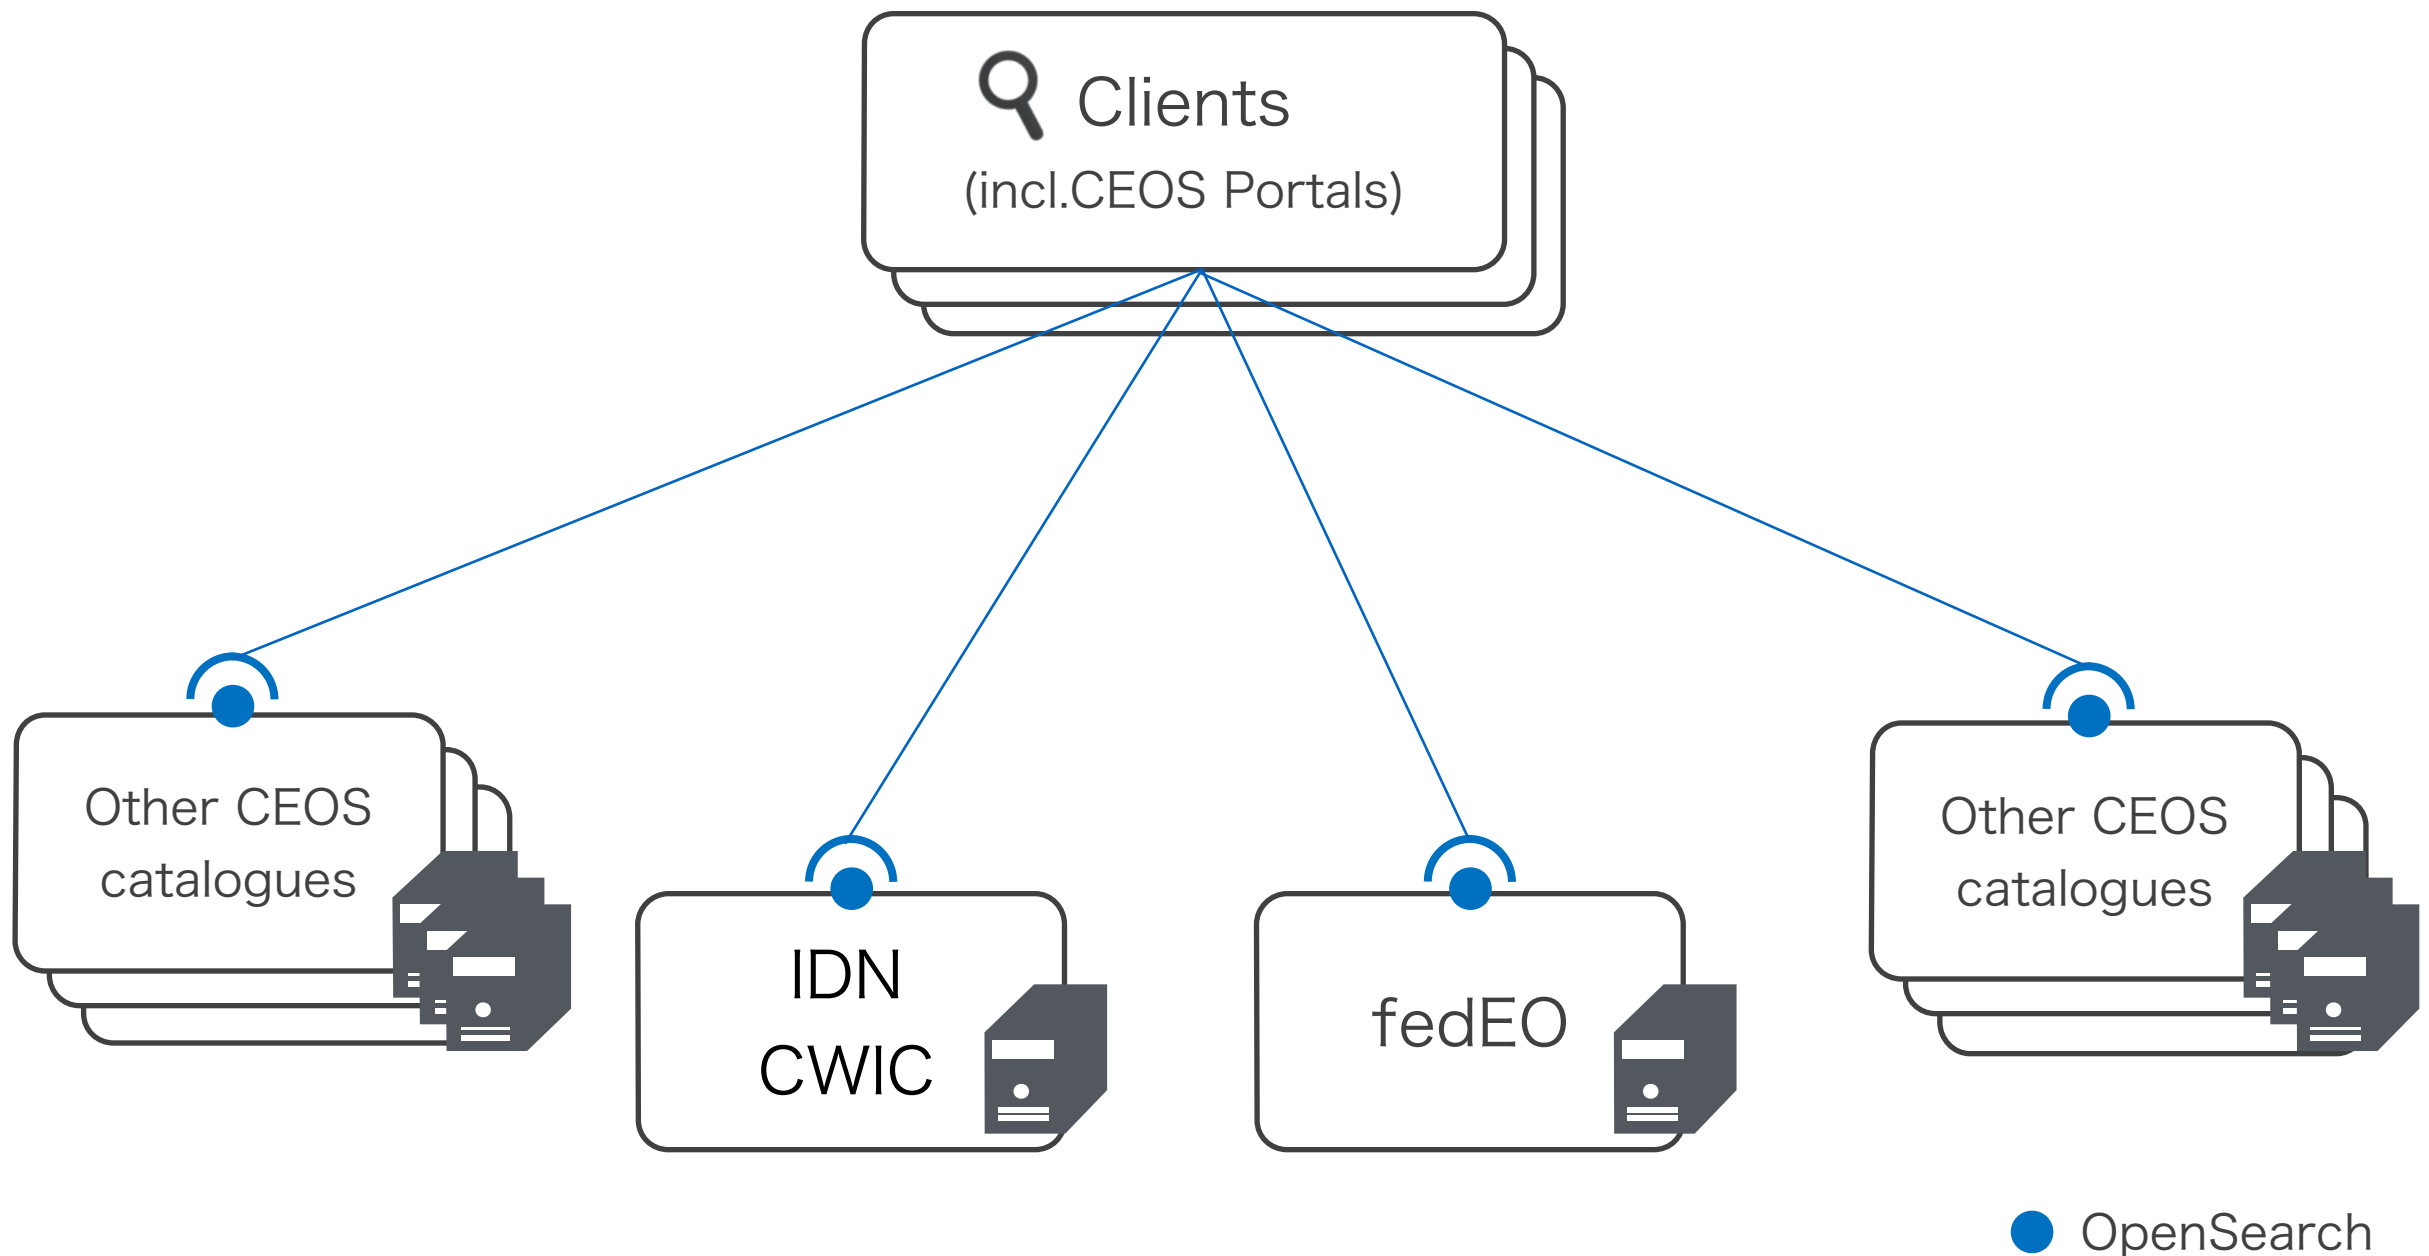 Clients
(incl.CEOS Portals)
Other CEOS
catalogues
IDN
CWIC
fedEO
Other CEOS
catalogues
OpenSearch